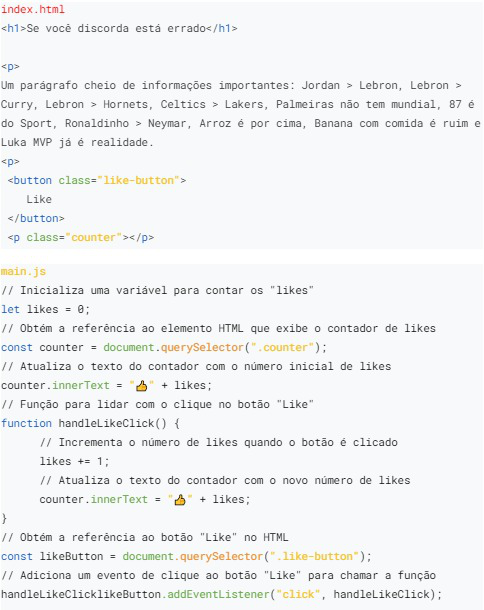 index.html
<h1>Se você discorda está errado</h1>
<p>
Um parágrafo cheio de informações importantes: Jordan > Lebron, Lebron >
Curry, Lebron > Hornets, Celtics > Lakers, Palmeiras não tem mundial, 87 é
do Sport, Ronaldinho > Neymar, Arroz é por cima, Banana com comida é ruim e
Luka MVP já é realidade.
<p>
<button class="like-button">
Like
</button>
<p class="counter"></p>
main.js
// Inicializa uma variável para contar os "likes"
let likes = 0;
// Obtém a referência ao elemento HTML que exibe o contador de likes
const counter = document.querySelector(".counter");
// Atualiza o texto do contador com o número inicial de likes
counter.innerText = "👍" + likes;
// Função para lidar com o clique no botão "Like"
function handleLikeClick() {
// Incrementa o número de likes quando o botão é clicado
likes += 1;
// Atualiza o texto do contador com o novo número de likes
counter.innerText = "👍" + likes;
}
// Obtém a referência ao botão "Like" no HTML
const likeButton = document.querySelector(".like-button");
// Adiciona um evento de clique ao botão "Like" para chamar a função
handleLikeClicklikeButton.addEventListener("click", handleLikeClick);